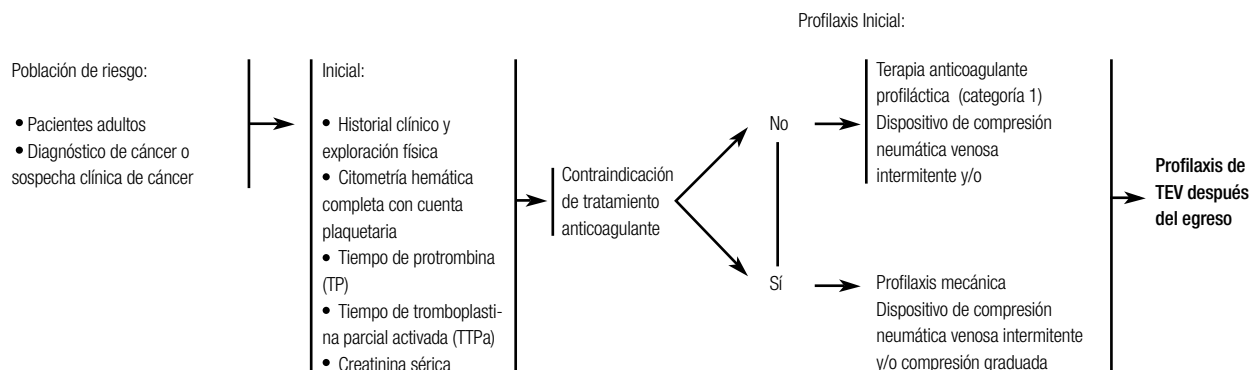 Profilaxis Inicial:
Población de riesgo:
• Pacientes adultos
• Diagnóstico de cáncer o
sospecha clínica de cáncer
Inicial:
• Historial clínico y
exploración física
• Citometría hemática
completa con cuenta
plaquetaria
• Tiempo de protrombina
(TP)
• Tiempo de tromboplasti-
na parcial activada (TTPa)
• Creatinina sérica
Contraindicación
de tratamiento
anticoagulante
No
Terapia anticoagulante
profiláctica (categoría 1)
Dispositivo de compresión
neumática venosa
intermitente y/o
Sí
Profilaxis mecánica
Dispositivo de compresión
neumática venosa intermitente
y/o compresión graduada
Profilaxis de
TEV después
del egreso